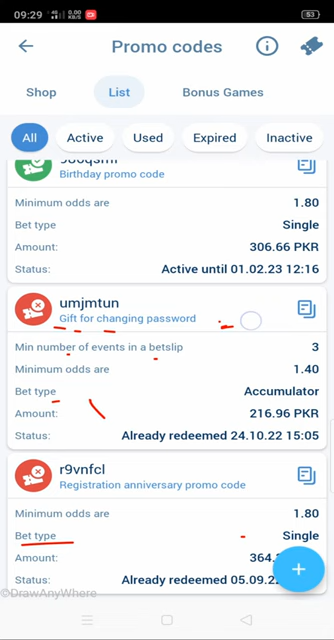 09:29 4G 0.00 KB/S 53
Promo codes
Shop List Bonus Games
All Active Used Expired Inactive
Birthday promo code
Minimum odds are 1.80
Bet type Single
Amount: 306.66 PKR
Status: Active until 01.02.23 12:16
umjmtun
Gift for changing password
Min number of events in a betslip 3
Minimum odds are 1.40
Bet type Accumulator
Amount: 216.96 PKR
Status: Already redeemed 24.10.22 15:05
r9vnfcl
Registration anniversary promo code
Minimum odds are 1.80
Bet type Single
Amount: 364.
Status: Already redeemed 05.09.22
©DrawAnyWhere